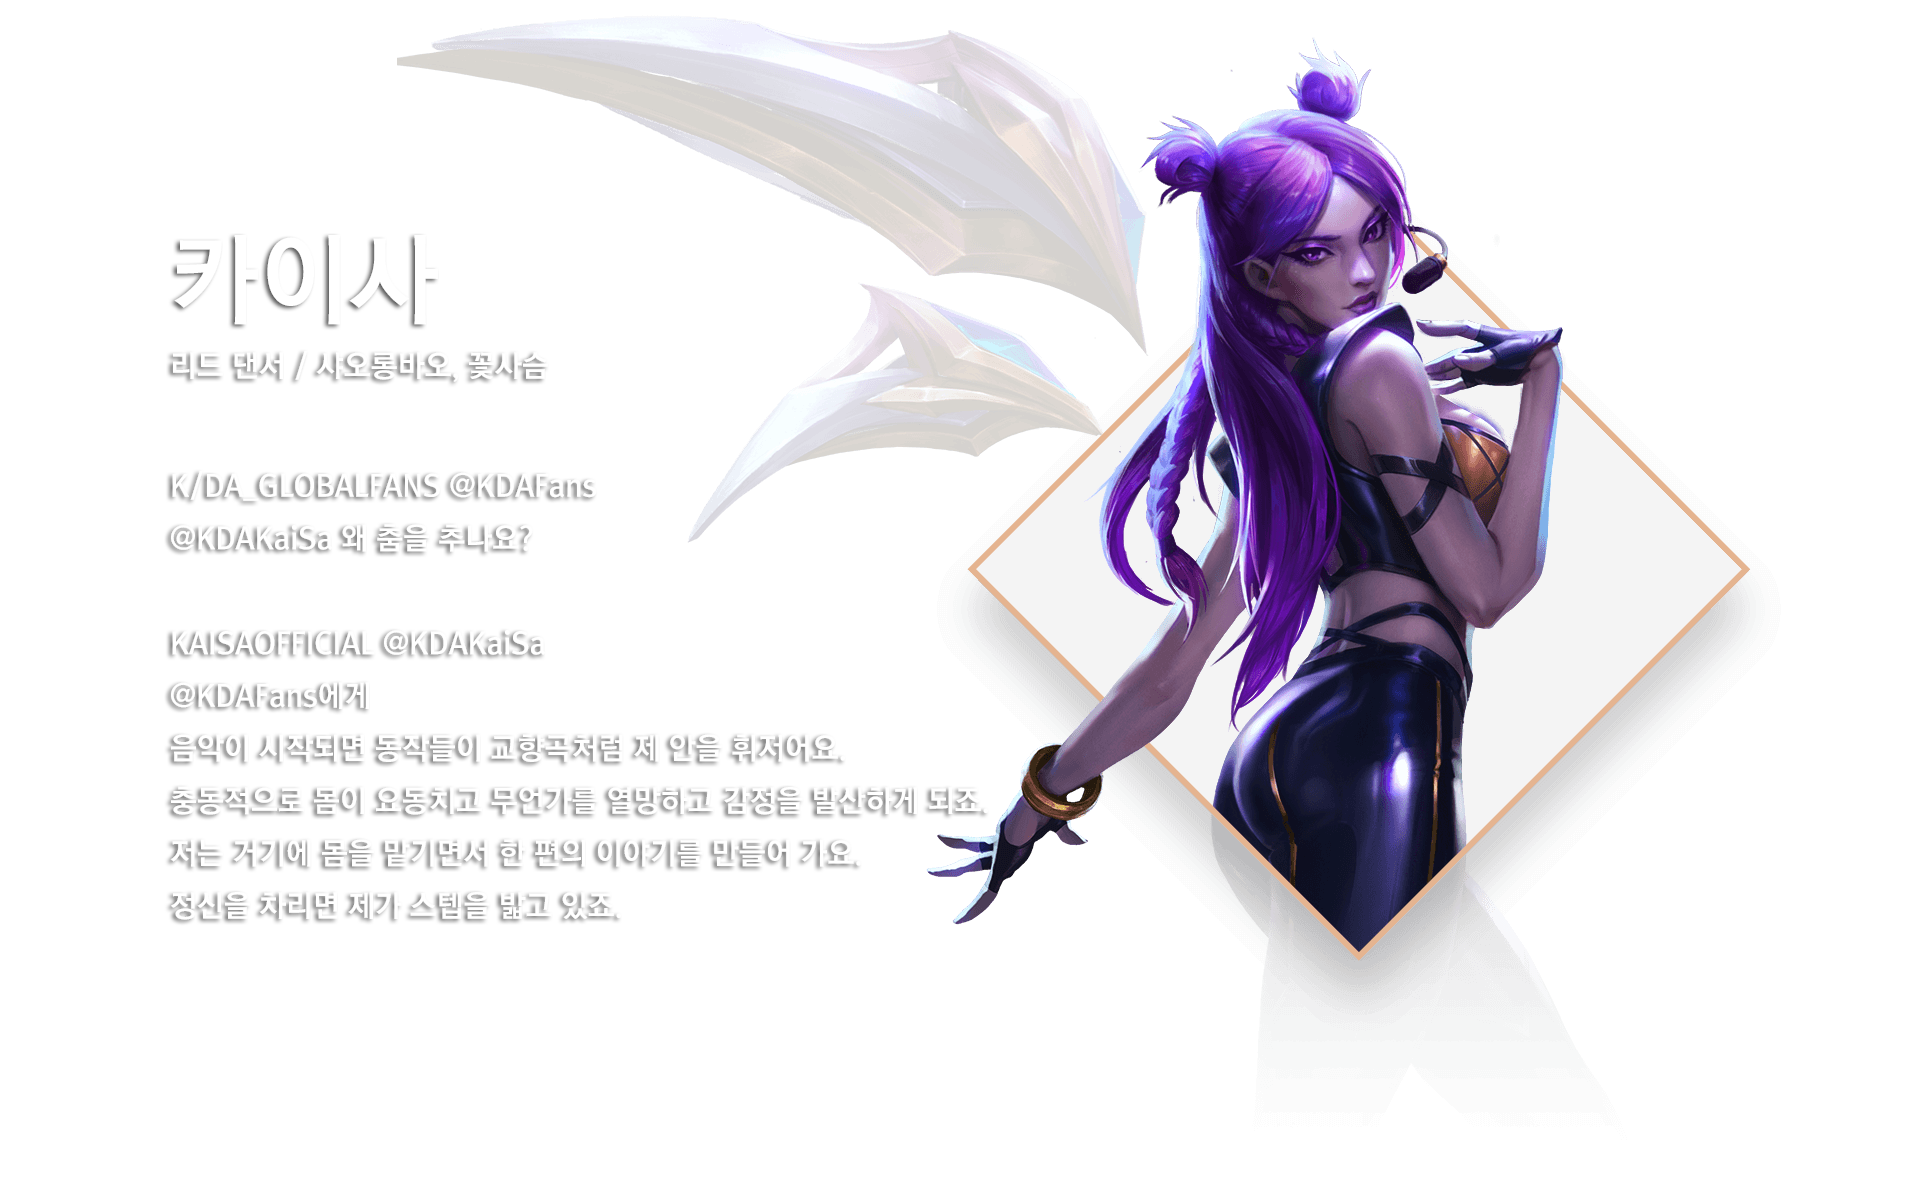 카이사
리드 댄서 / 샤오롱바오, 꽃사슴
K/DA_GLOBALFANS @KDAFans
@KDAKaiSa 왜 춤을 추나요?
KAISAOFFICIAL @KDAKaiSa
@KDAFans에게
음악이 시작되면 동작들이 교향곡처럼 제 안을 휘저어요.
충동적으로 몸이 요동치고 무언가를 열망하고 감정을 발산하게 되죠.
저는 거기에 몸을 맡기면서 한 편의 이야기를 만들어 가요.
정신을 차리면 제가 스텝을 밟고 있죠.